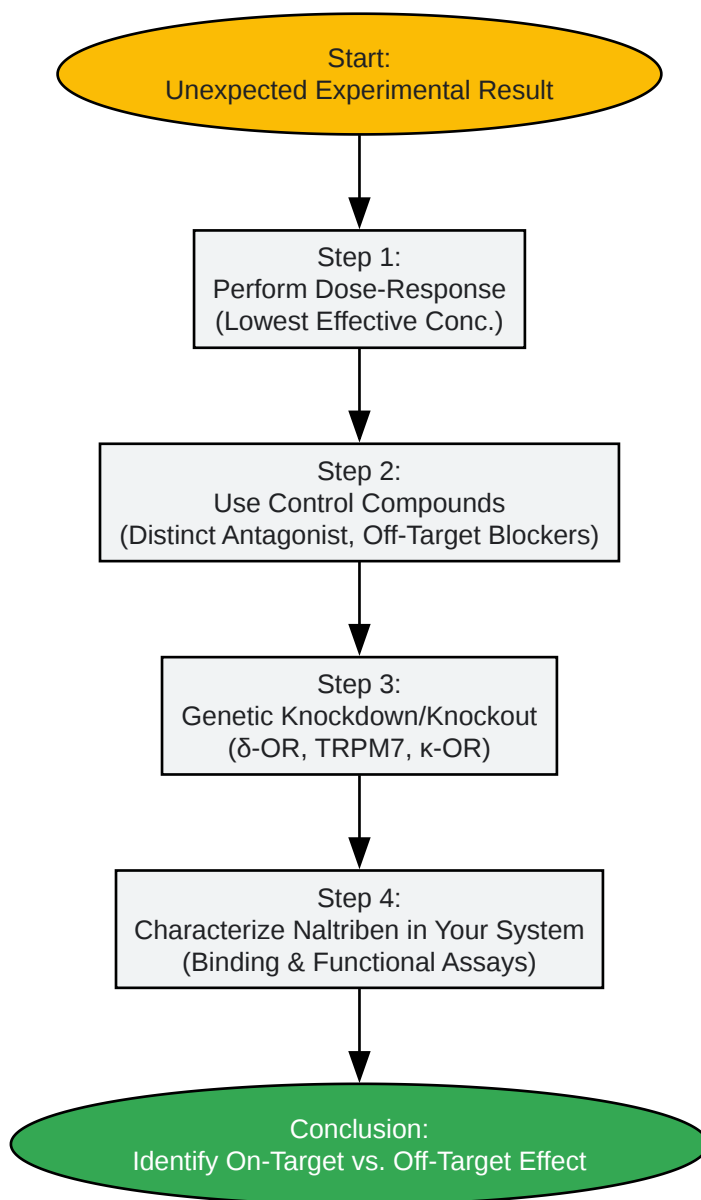 Start:
Unexpected Experimental Result
Step 1:
Perform Dose-Response
(Lowest Effective Conc.)
Step 2:
Use Control Compounds
(Distinct Antagonist, Off-Target Blockers)
Step 3:
Genetic Knockdown/Knockout
(δ-OR, TRPM7, κ-OR)
Step 4:
Characterize Naltriben in Your System
(Binding & Functional Assays)
Conclusion:
Identify On-Target vs. Off-Target Effect